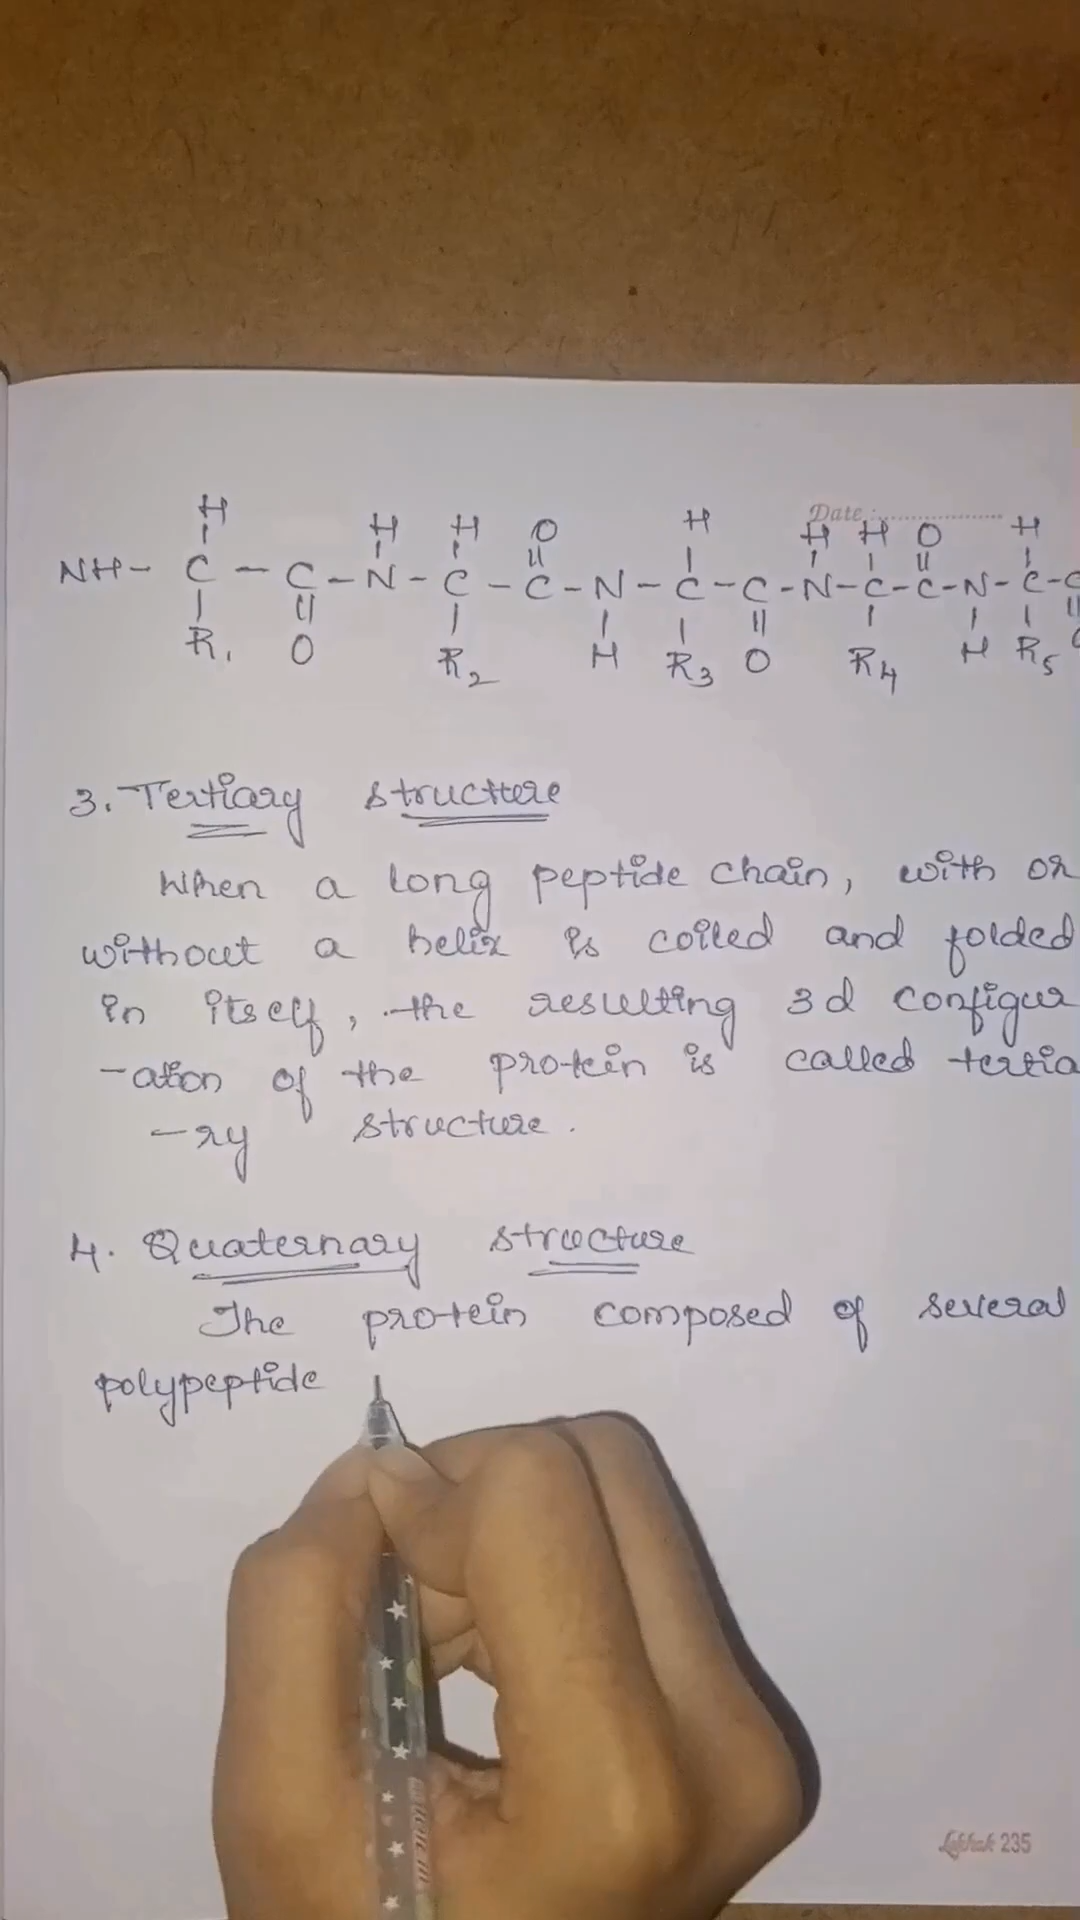 Date :....................
H H H O H H H O H
NH- C - C - N - C - C - N - C - C - N - C - C - N - C - C
R1 O R2 H R3 O R4 H R5
3. Tertiary structure
When a long peptide chain, with or
without a helix is coiled and folded
in itself, the resulting 3d configur
-ation of the protein is called tertia
-ry structure.
4. Quaternary structure
The protein composed of several
polypeptide
235